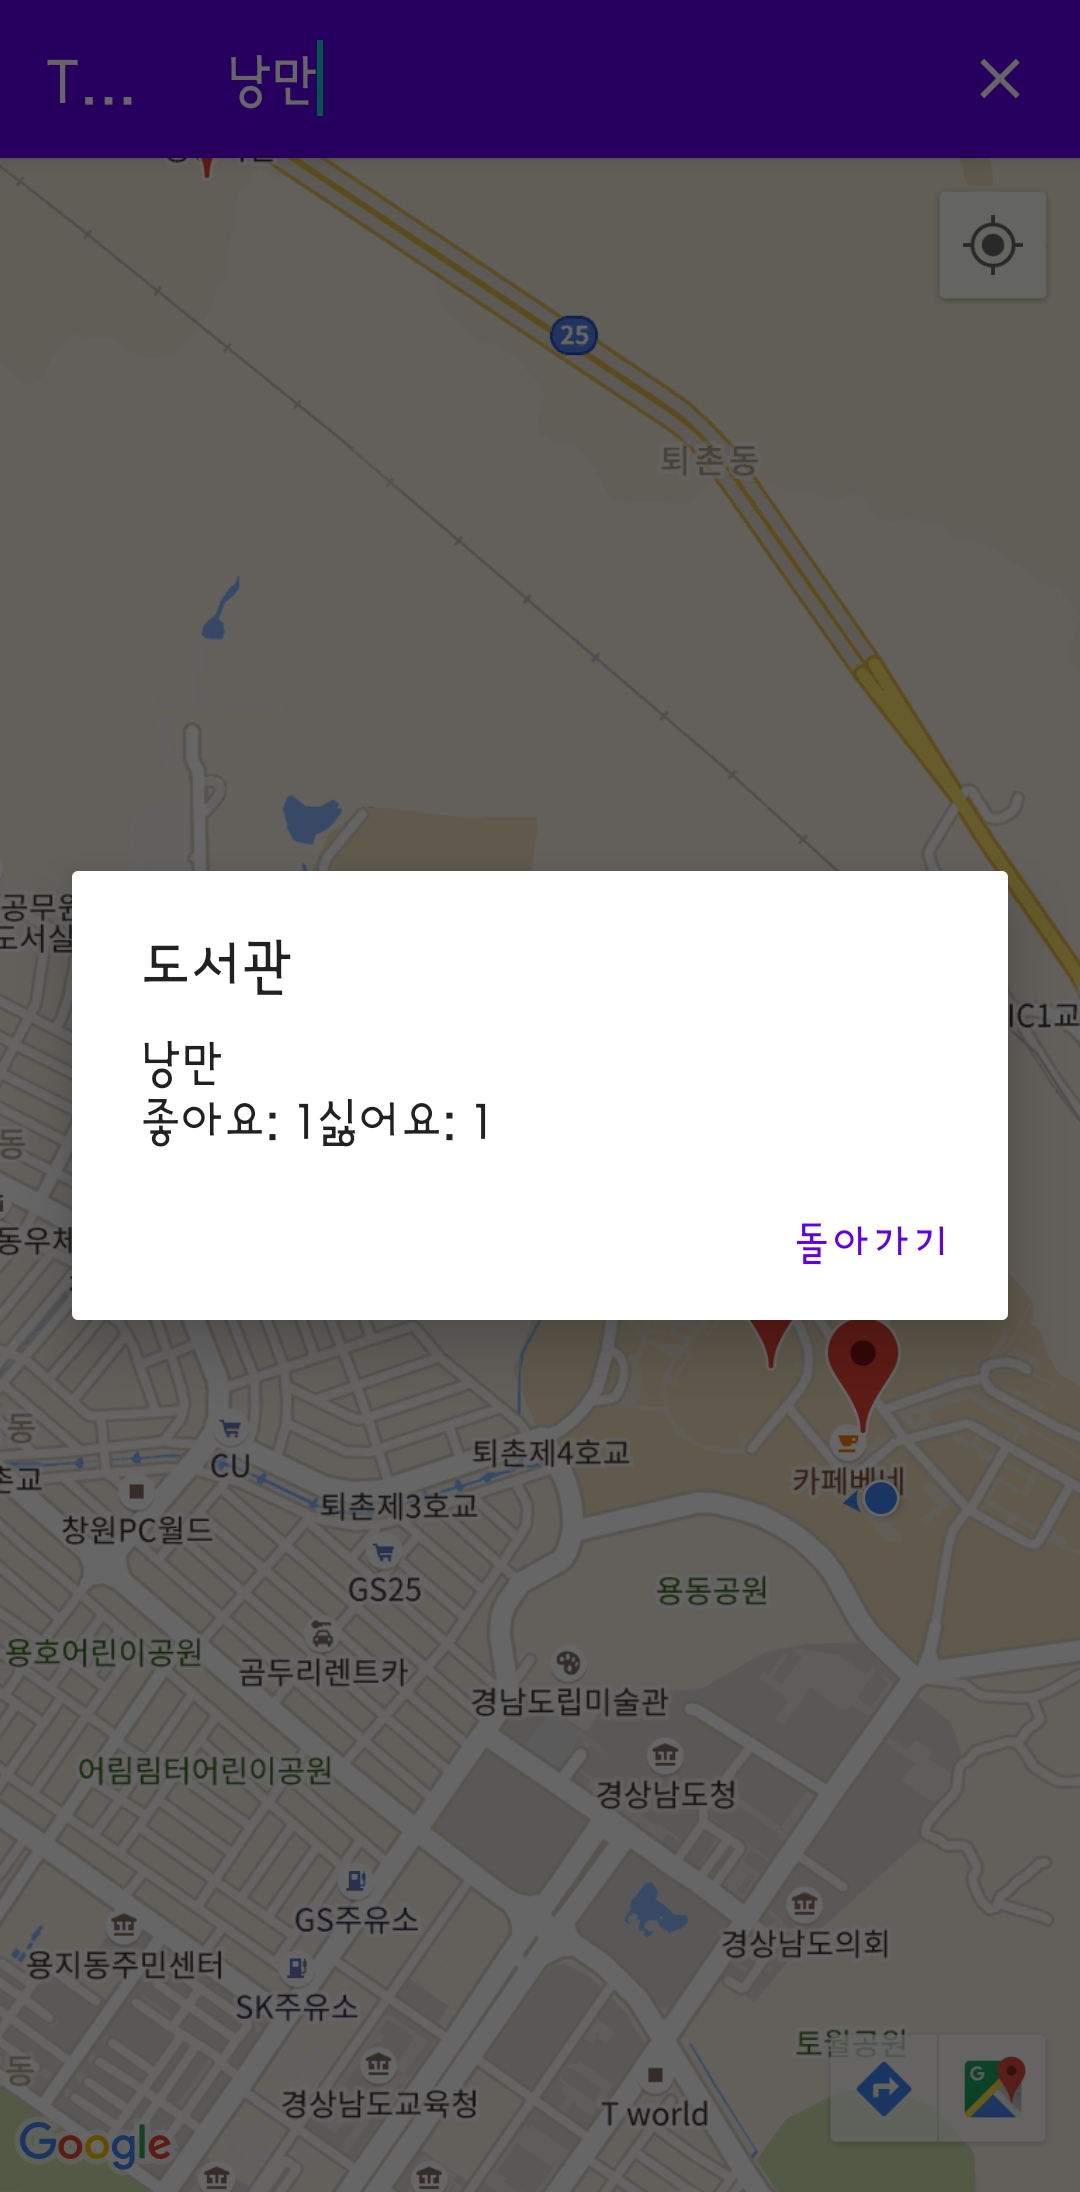 T...
낭만
25
퇴촌동
공무원
도서실
IC1교
도서관
낭만
좋아요: 1싫어요: 1
돌아가기
동
동우체
동
촌교
CU
퇴촌제4호교
카페베네
퇴촌제3호교
창원PC월드
GS25
용동공원
용호어린이공원
곰두리렌트카
경남도립미술관
어림림터어린이공원
경상남도청
GS주유소
경상남도의회
용지동주민센터
SK주유소
토월공원
동
경상남도교육청
T world
G
Google